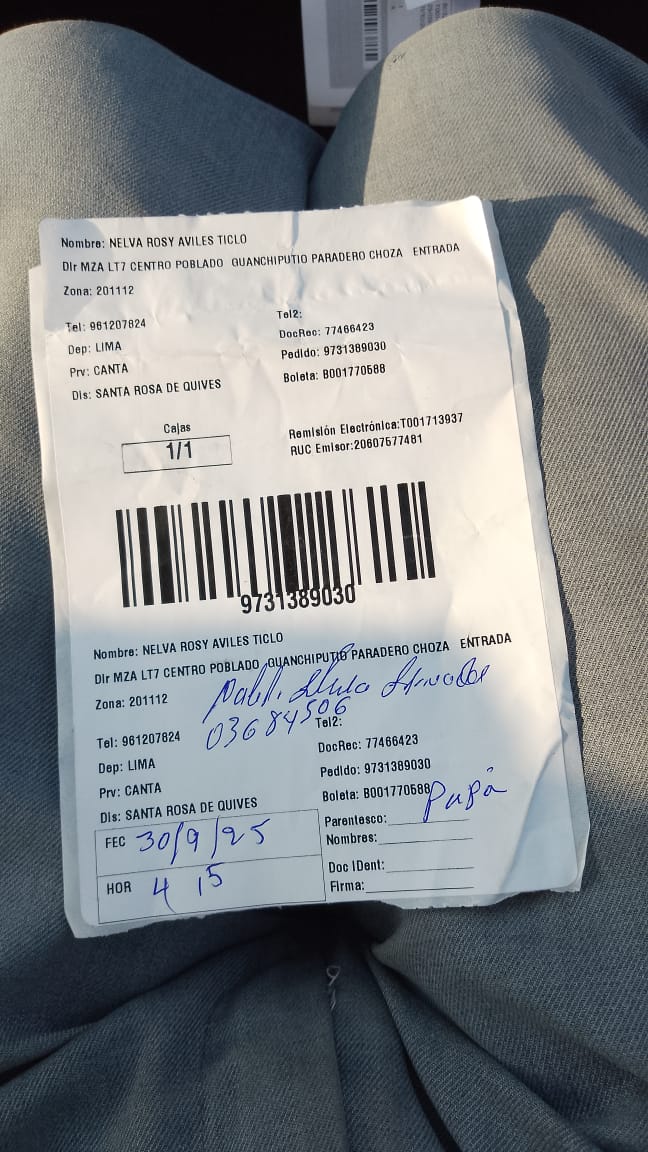 Nombre: NELVA ROSY AVILES TICLO
Dir MZA LT7 CENTRO POBLADO QUANCHIPUTIO PARADERO CHOZA ENTRADA
Zona: 201112
Tel: 961207824
Tel2:
Dep: LIMA
DocRec: 77466423
Prv: CANTA
Pedido: 9731389030
Dis: SANTA ROSA DE QUIVES
Boleta: B001770588
Cajas
1/1
Remisión Electrónica:T001713937
RUC Emisor:20607577481
9731389030
Nombre: NELVA ROSY AVILES TICLO
Dir MZA LT7 CENTRO POBLADO QUANCHIPUTIO PARADERO CHOZA ENTRADA
Zona: 201112
03684506
Tel: 961207824
Tel2:
Dep: LIMA
DocRec: 77466423
Prv: CANTA
Pedido: 9731389030
Dis: SANTA ROSA DE QUIVES
Boleta: B001770588
Papá
Parentesco:
FEC 30/9/25
Nombres:
HOR 4 15
Doc IDent:
Firma: